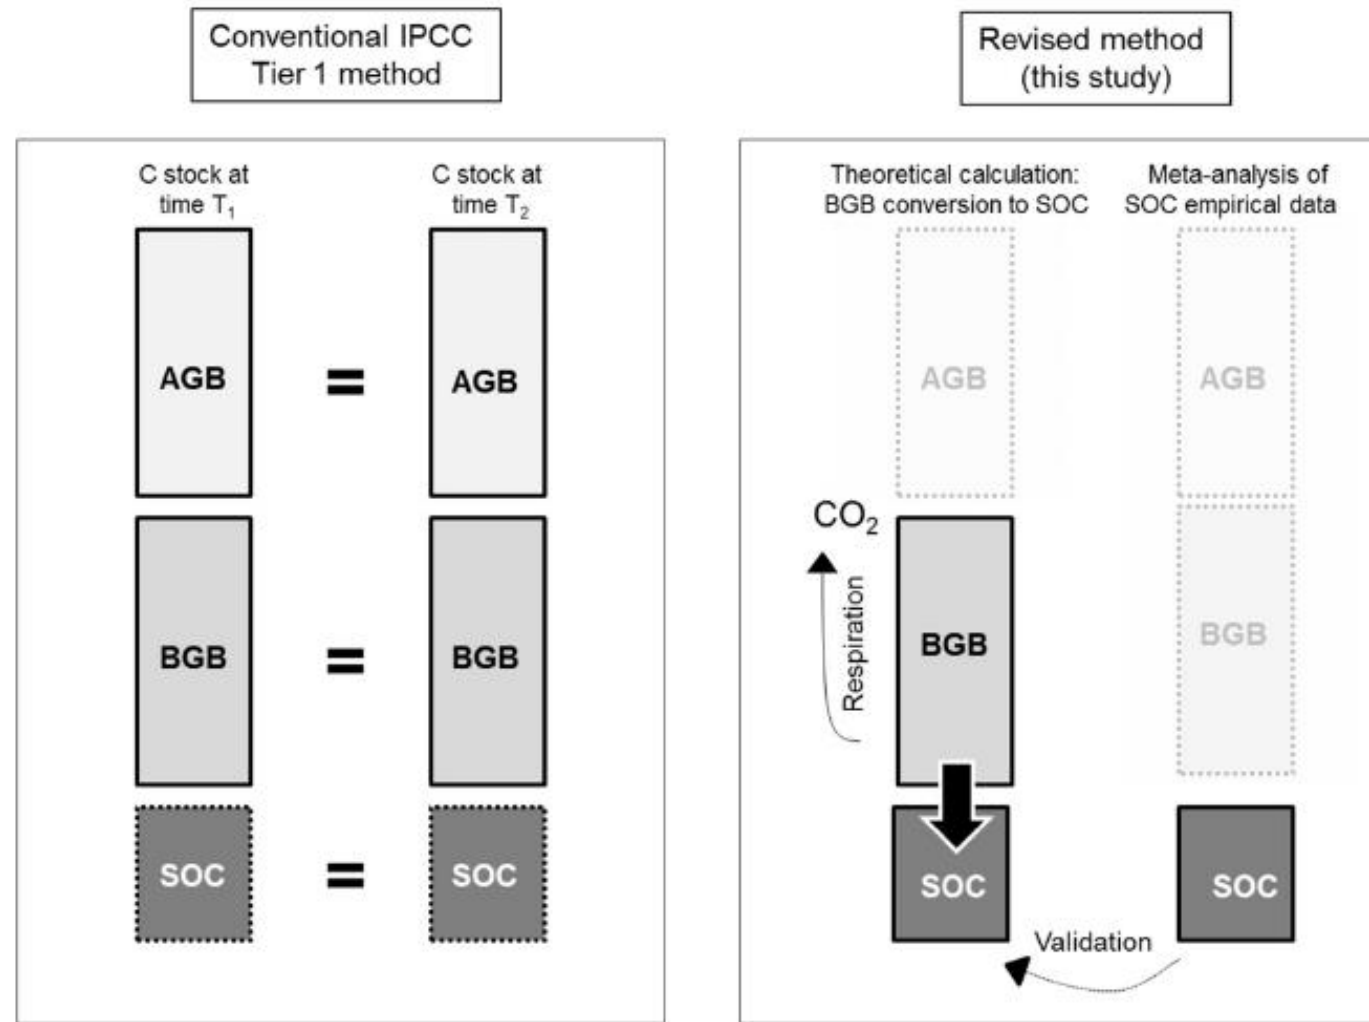 Conventional IPCC
Tier 1 method
C stock at
time T₁
C stock at
time T₂
AGB
=
AGB
BGB
=
BGB
SOC
=
SOC
Revised method
(this study)
Theoretical calculation:
BGB conversion to SOC
Meta-analysis of
SOC empirical data
AGB
AGB
CO₂
Respiration
BGB
BGB
SOC
SOC
Validation